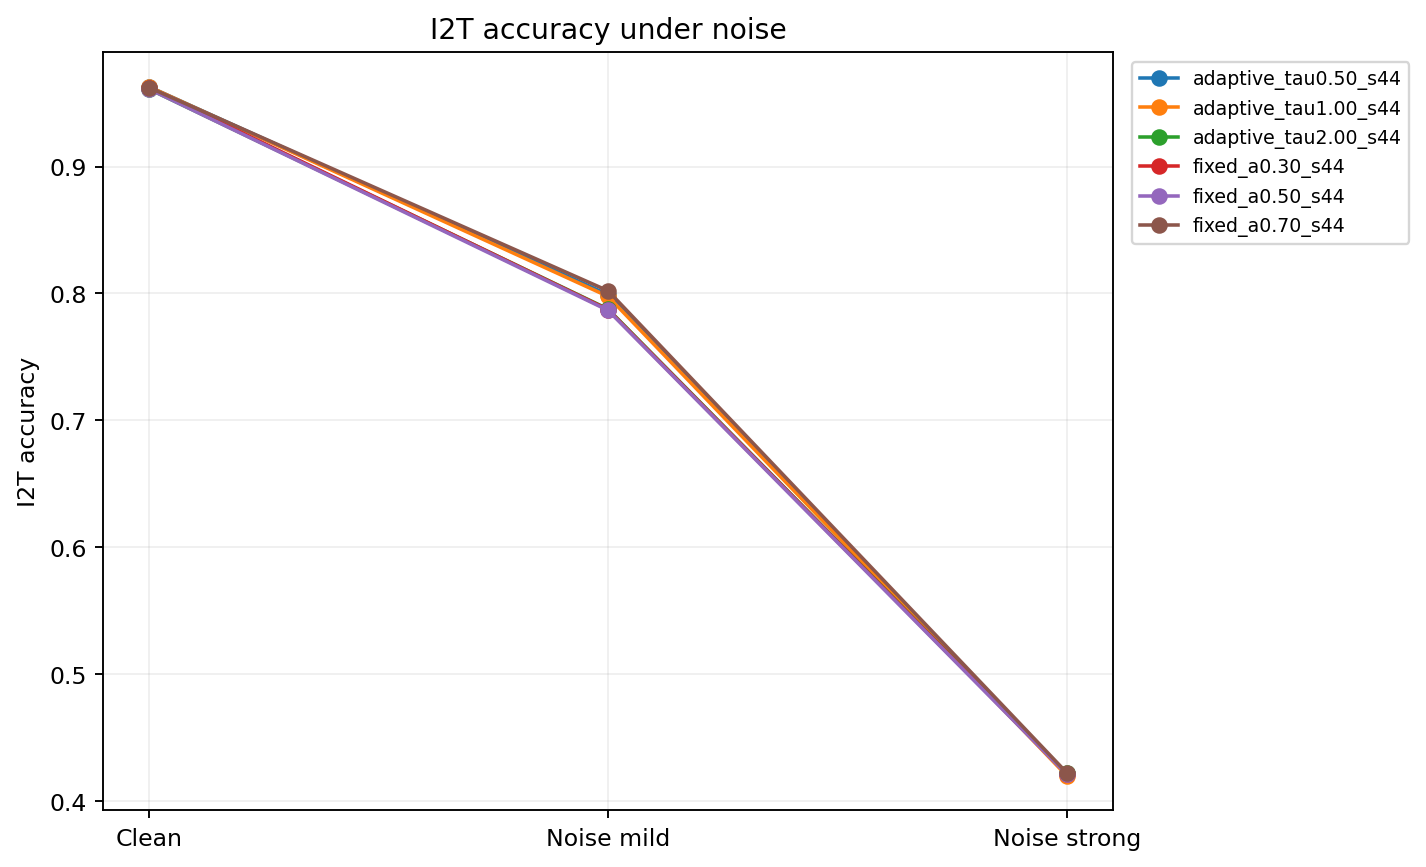 I2T accuracy under noise
adaptive_tau0.50_s44
adaptive_tau1.00_s44
adaptive_tau2.00_s44
fixed_a0.30_s44
fixed_a0.50_s44
fixed_a0.70_s44
I2T accuracy
0.9
0.8
0.7
0.6
0.5
0.4
Clean
Noise mild
Noise strong